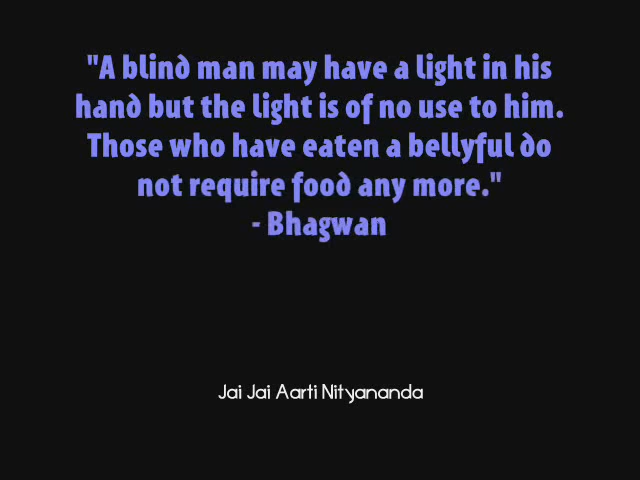 "A blind man may have a light in his
hand but the light is of no use to him.
Those who have eaten a bellyful do
not require food any more."
- Bhagwan
Jai Jai Aarti Nityananda